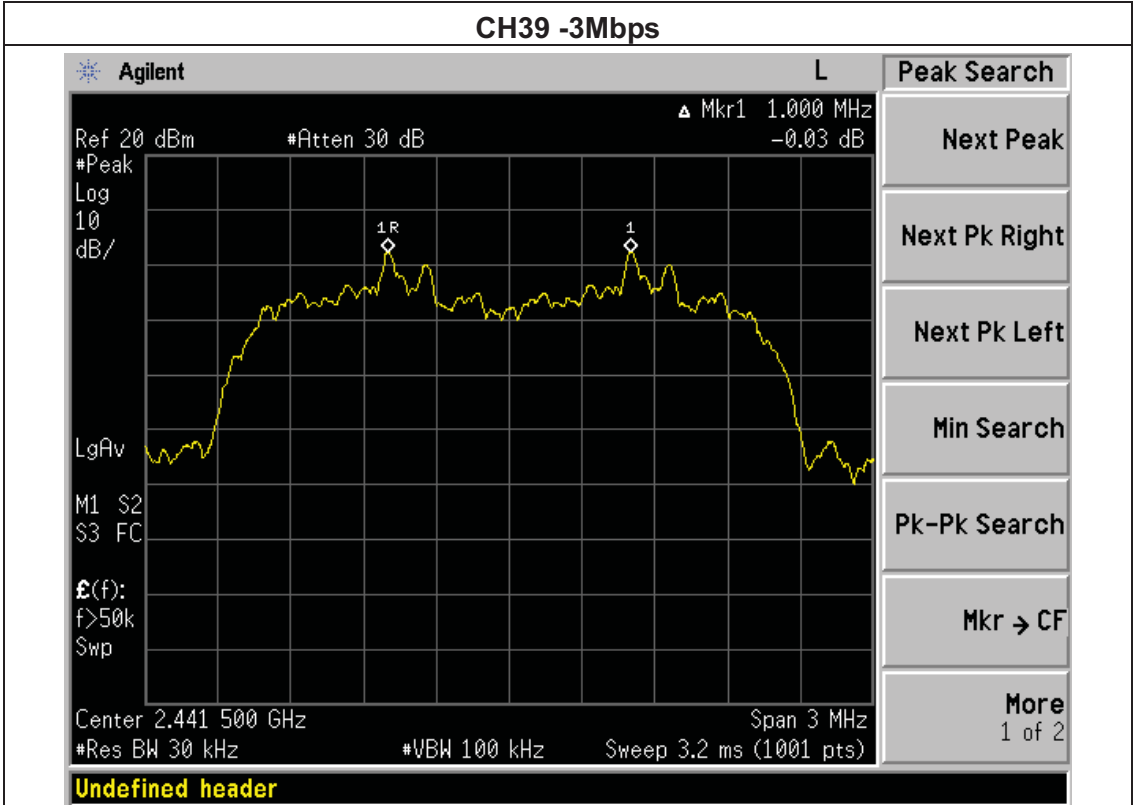 CH39 -3Mbps
Agilent L Peak Search
Δ Mkr1 1.000 MHz
Ref 20 dBm #Atten 30 dB -0.03 dB
#Peak
Log
10
dB/
1R
1
LgAv
M1 S2
S3 FC
£(f):
f>50k
Swp
Center 2.441 500 GHz Span 3 MHz
#Res BW 30 kHz #VBW 100 kHz Sweep 3.2 ms (1001 pts)
Undefined header
Next Peak
Next Pk Right
Next Pk Left
Min Search
Pk-Pk Search
Mkr → CF
More
1 of 2